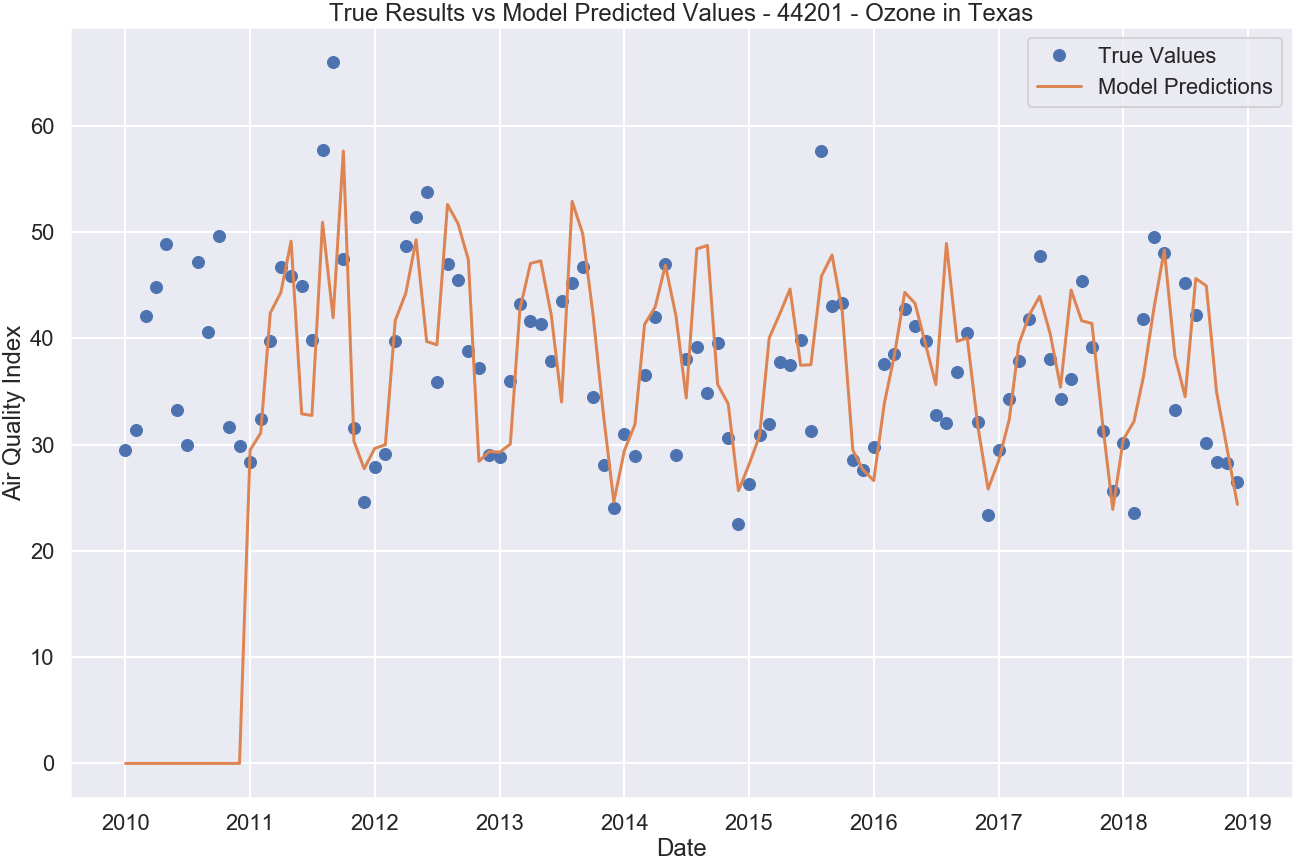 True Results vs Model Predicted Values - 44201 - Ozone in Texas
True Values
Model Predictions
Air Quality Index
60
50
40
30
20
10
0
2010 2011 2012 2013 2014 2015 2016 2017 2018 2019
Date